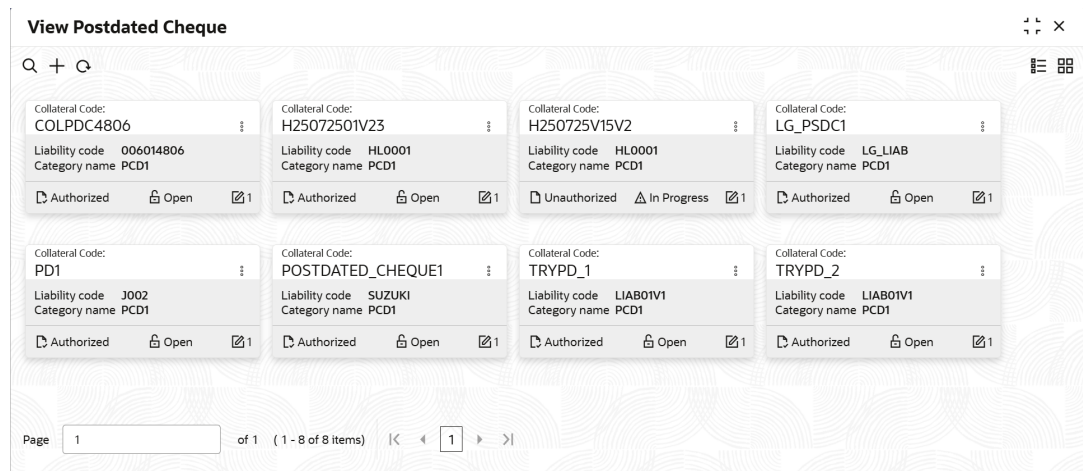 View Postdated Cheque
Collateral Code: Collateral Code: Collateral Code: Collateral Code:
COLPDC4806 H25072501V23 H250725V15V2 LG_PSDC1
Liability code 006014806 Liability code HL0001 Liability code HL0001 Liability code LG_LIAB
Category name PCD1 Category name PCD1 Category name PCD1 Category name PCD1
Authorized Open 1 Authorized Open 1 Unauthorized In Progress 1 Authorized Open 1
Collateral Code: Collateral Code: Collateral Code: Collateral Code:
PD1 POSTDATED_CHEQUE1 TRYPD_1 TRYPD_2
Liability code J002 Liability code SUZUKI Liability code LIAB01V1 Liability code LIAB01V1
Category name PCD1 Category name PCD1 Category name PCD1 Category name PCD1
Authorized Open 1 Authorized Open 1 Authorized Open 1 Authorized Open 1
Page 1 of 1 ( 1 - 8 of 8 items) 1